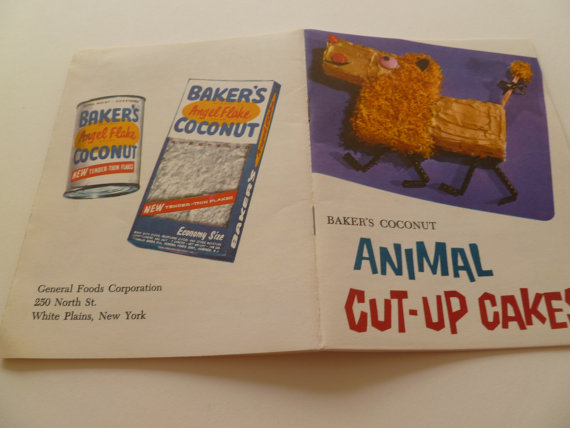 BAKER'S
Angel Flake
COCONUT
NEW TENDER-THIN FLAKES
BAKER'S
Angel Flake
COCONUT
NEW TENDER-THIN FLAKES
Economy Size
BAKER'S
General Foods Corporation
250 North St.
White Plains, New York
BAKER'S COCONUT
ANIMAL
CUT-UP CAKES